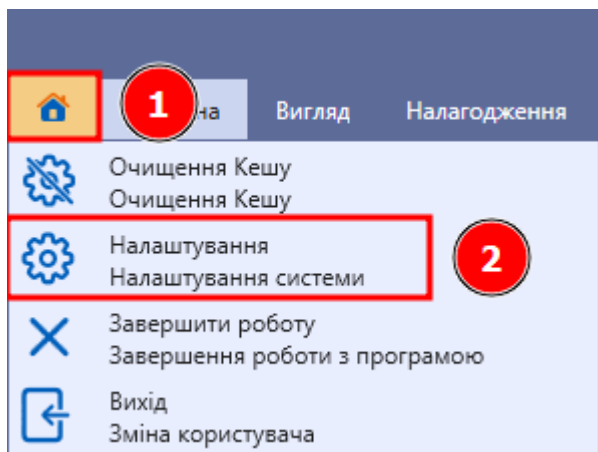 1
на Вигляд Налагодження
Очищення Кешу
Очищення Кешу
Налаштування
Налаштування системи
2
Завершити роботу
Завершення роботи з програмою
Вихід
Зміна користувача